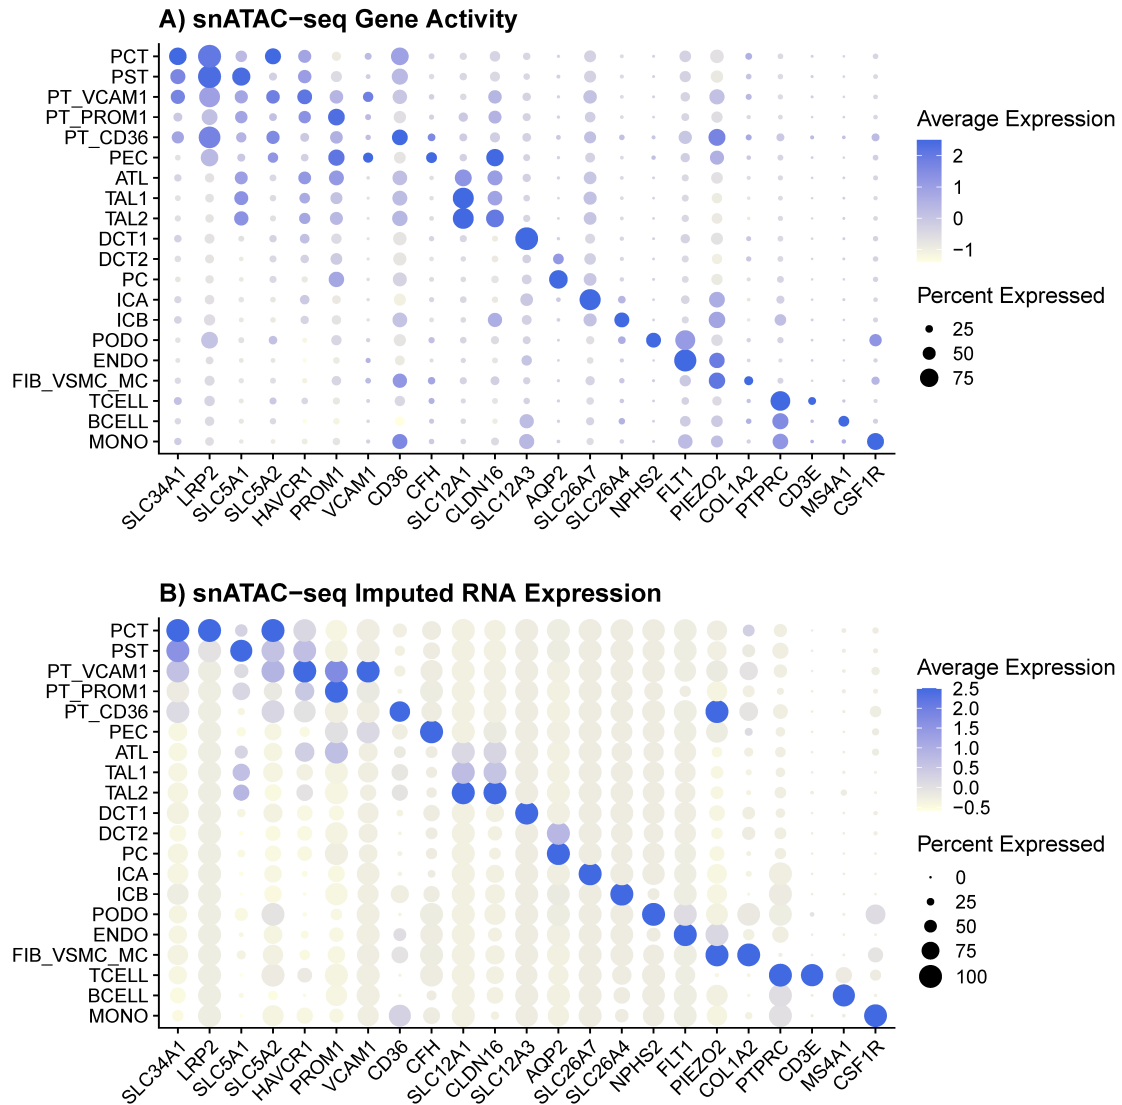 A) snATAC−seq Gene Activity
PCT
PST
PT_VCAM1
PT_PROM1
PT_CD36
PEC
ATL
TAL1
TAL2
DCT1
DCT2
PC
ICA
ICB
PODO
ENDO
FIB_VSMC_MC
TCELL
BCELL
MONO
SLC34A1
LRP2
SLC5A1
SLC5A2
HAVCR1
PROM1
VCAM1
CD36
CFH
SLC12A1
CLDN16
SLC12A3
AQP2
SLC26A7
SLC26A4
NPHS2
FLT1
PIEZO2
COL1A2
PTPRC
CD3E
MS4A1
CSF1R
Average Expression
2
1
0
−1
Percent Expressed
25
50
75
B) snATAC−seq Imputed RNA Expression
PCT
PST
PT_VCAM1
PT_PROM1
PT_CD36
PEC
ATL
TAL1
TAL2
DCT1
DCT2
PC
ICA
ICB
PODO
ENDO
FIB_VSMC_MC
TCELL
BCELL
MONO
SLC34A1
LRP2
SLC5A1
SLC5A2
HAVCR1
PROM1
VCAM1
CD36
CFH
SLC12A1
CLDN16
SLC12A3
AQP2
SLC26A7
SLC26A4
NPHS2
FLT1
PIEZO2
COL1A2
PTPRC
CD3E
MS4A1
CSF1R
Average Expression
2.5
2.0
1.5
1.0
0.5
0.0
−0.5
Percent Expressed
0
25
50
75
100